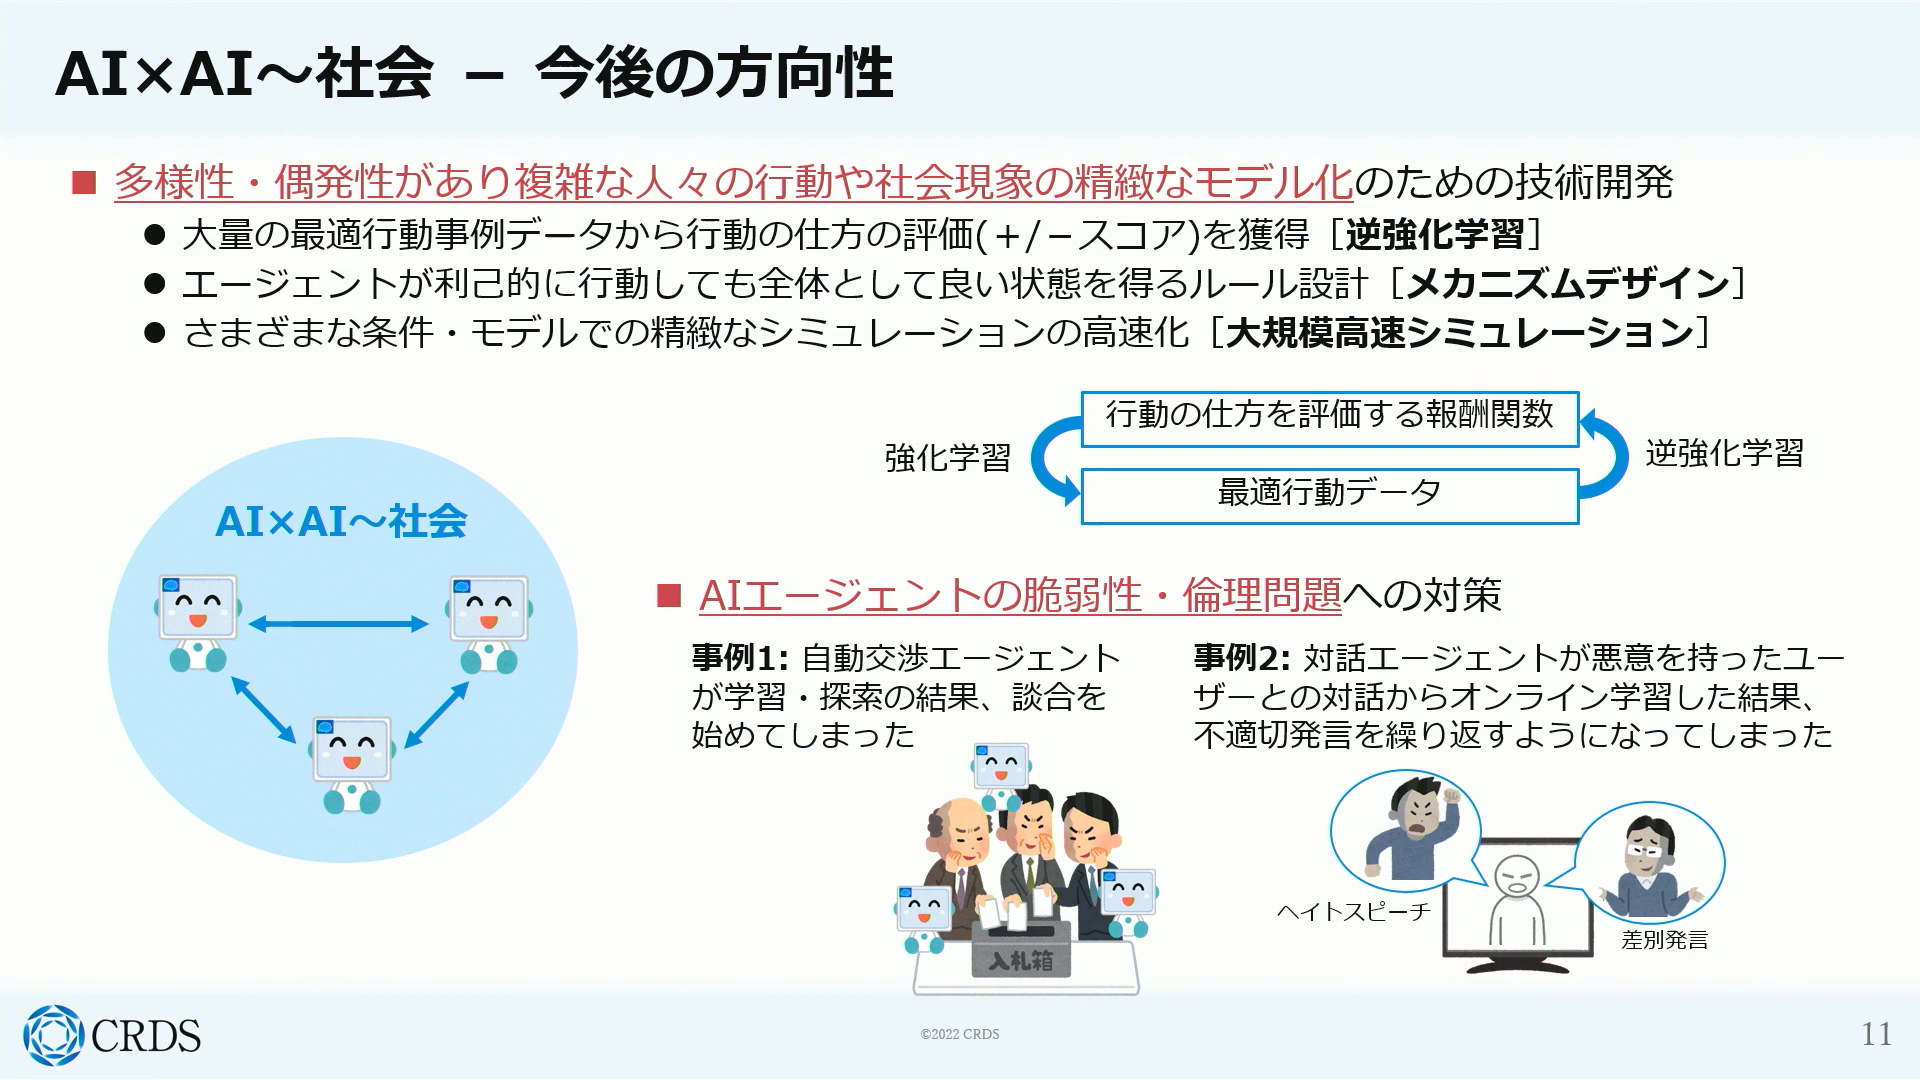 AI×AI～社会 － 今後の方向性
■ 多様性・偶発性があり複雑な人々の行動や社会現象の精緻なモデル化のための技術開発
● 大量の最適行動事例データから行動の仕方の評価(＋/－スコア)を獲得［逆強化学習］
● エージェントが利己的に行動しても全体として良い状態を得るルール設計［メカニズムデザイン］
● さまざまな条件・モデルでの精緻なシミュレーションの高速化［大規模高速シミュレーション］
行動の仕方を評価する報酬関数
強化学習
逆強化学習
最適行動データ
AI×AI～社会
■ AIエージェントの脆弱性・倫理問題への対策
事例1: 自動交渉エージェント
が学習・探索の結果、談合を
始めてしまった
事例2: 対話エージェントが悪意を持ったユー
ザーとの対話からオンライン学習した結果、
不適切発言を繰り返すようになってしまった
入札箱
ヘイトスピーチ
差別発言
CRDS
©2022 CRDS
11